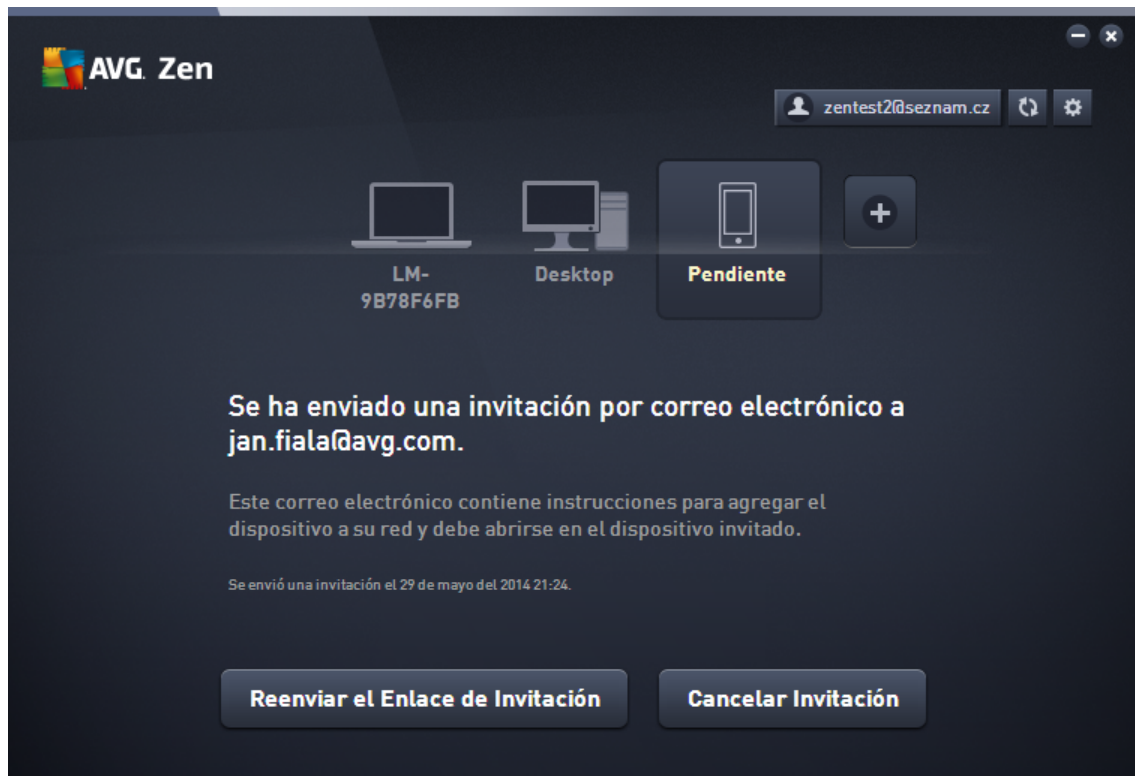 AVG. Zen
zentest2@seznam.cz
LM-
9B78F6FB
Desktop
Pendiente
Se ha enviado una invitación por correo electrónico a
jan.fiala@avg.com.
Este correo electrónico contiene instrucciones para agregar el
dispositivo a su red y debe abrirse en el dispositivo invitado.
Se envió una invitación el 29 de mayo del 2014 21:24.
Reenviar el Enlace de Invitación
Cancelar Invitación